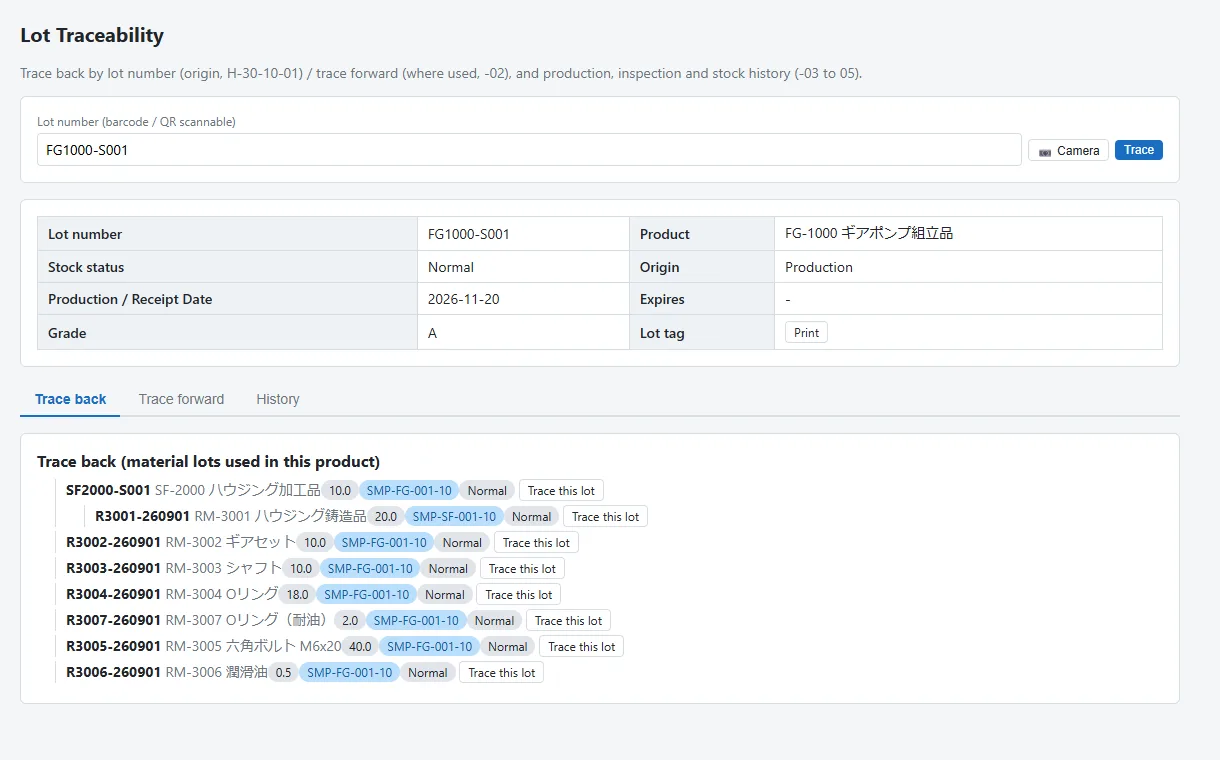 Lot Traceability
Trace back by lot number (origin, H-30-10-01) / trace forward (where used, -02), and production, inspection and stock history (-03 to 05).
Lot number (barcode / QR scannable)
FG1000-S001 Camera Trace
Lot number FG1000-S001 Product FG-1000 ギアポンプ組立品
Stock status Normal Origin Production
Production / Receipt Date 2026-11-20 Expires -
Grade A Lot tag Print
Trace back Trace forward History
Trace back (material lots used in this product)
SF2000-S001 SF-2000 ハウジング加工品 10.0 SMP-FG-001-10 Normal Trace this lot
R3001-260901 RM-3001 ハウジング鋳造品 20.0 SMP-SF-001-10 Normal Trace this lot
R3002-260901 RM-3002 ギアセット 10.0 SMP-FG-001-10 Normal Trace this lot
R3003-260901 RM-3003 シャフト 10.0 SMP-FG-001-10 Normal Trace this lot
R3004-260901 RM-3004 Oリング 18.0 SMP-FG-001-10 Normal Trace this lot
R3007-260901 RM-3007 Oリング（耐油） 2.0 SMP-FG-001-10 Normal Trace this lot
R3005-260901 RM-3005 六角ボルト M6x20 40.0 SMP-FG-001-10 Normal Trace this lot
R3006-260901 RM-3006 潤滑油 0.5 SMP-FG-001-10 Normal Trace this lot